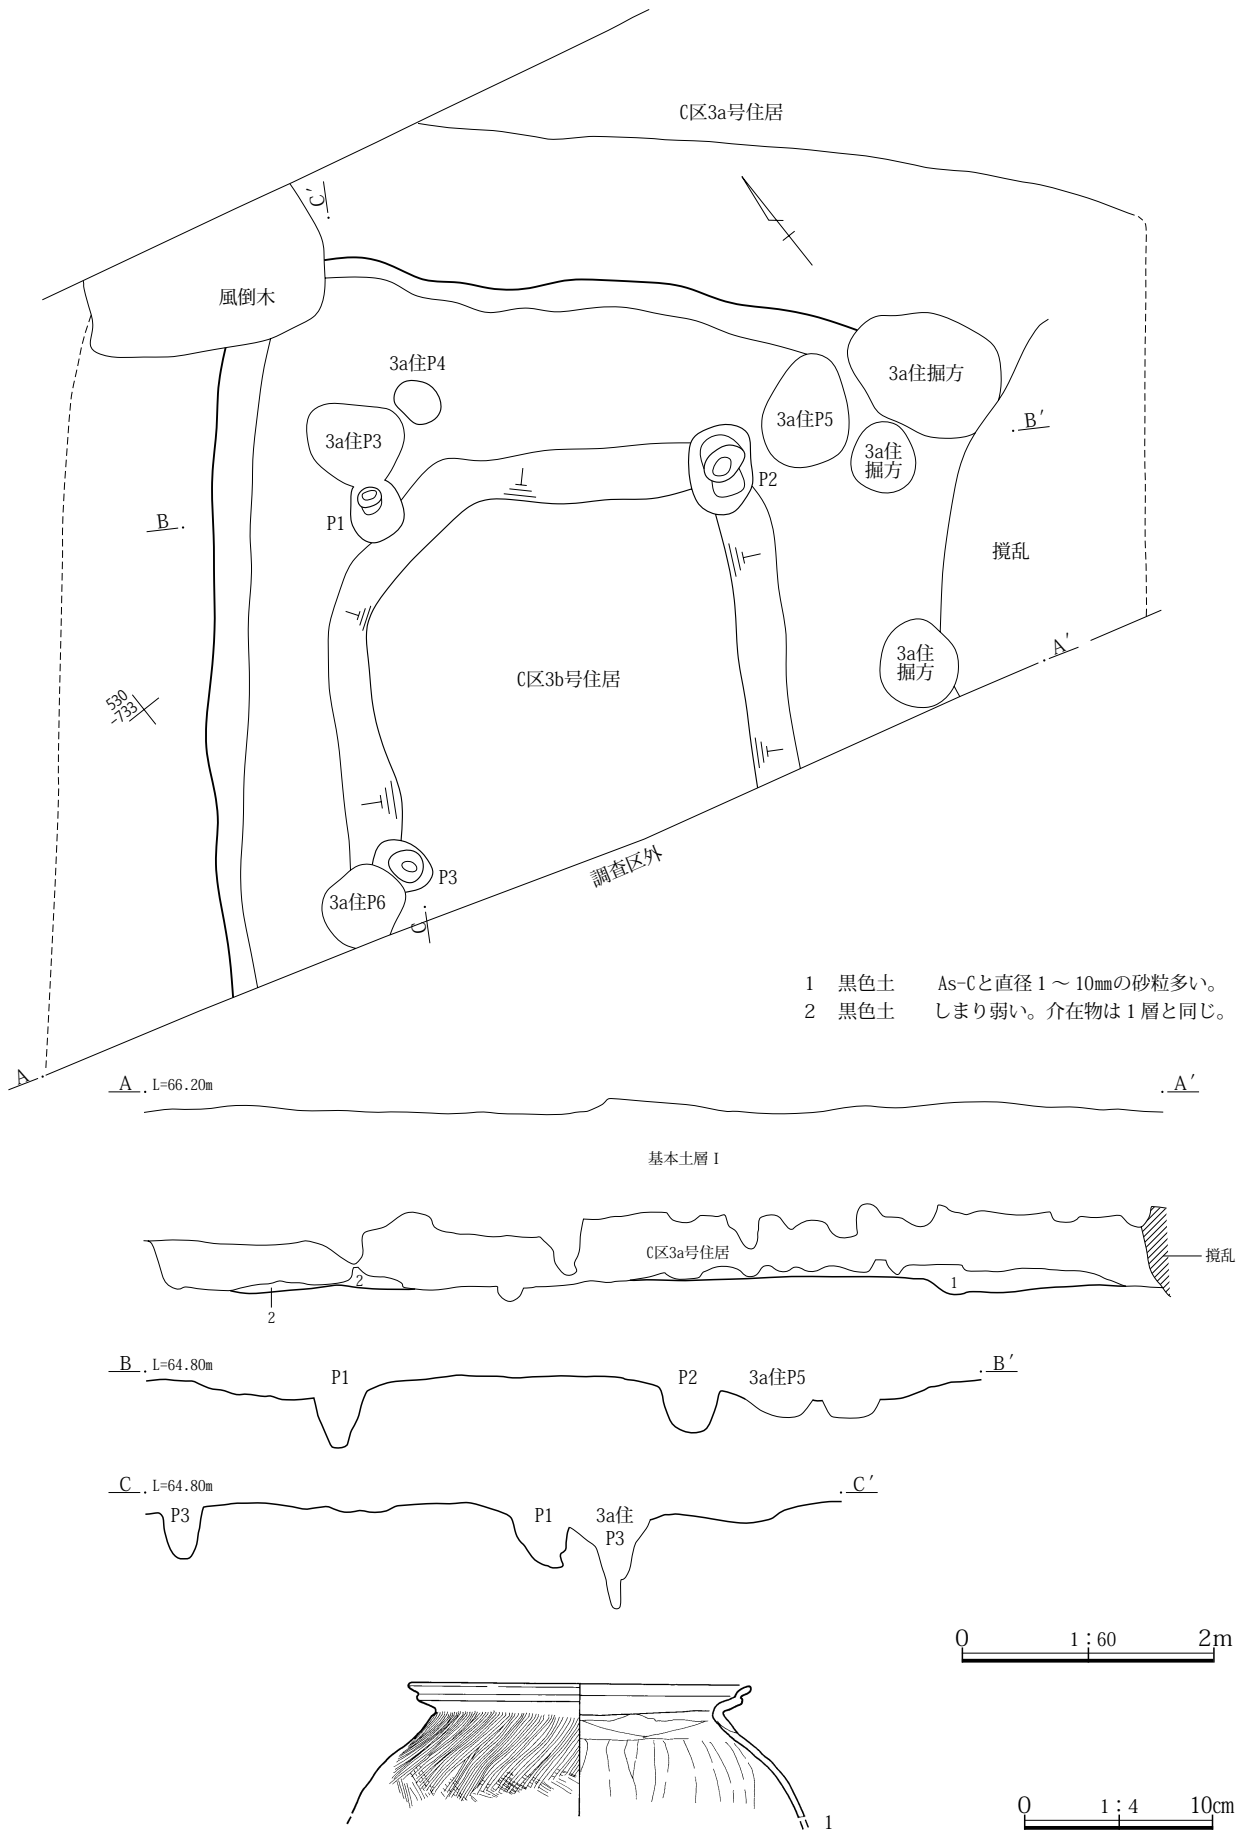 C区3a号住居
C′
風倒木
3a住P4
3a住掘方
3a住P3
3a住P5
B′
3a住
掘方
P2
P1
B
撹乱
3a住
掘方
A′
C区3b号住居
530
-733
調査区外
P3
3a住P6
C
1 黒色土 As-Cと直径1～10㎜の砂粒多い。
2 黒色土 しまり弱い。介在物は1層と同じ。
A
A L=66.20m A′
基本土層Ⅰ
C区3a号住居
撹乱
2
1
2
B L=64.80m B′
P1 P2 3a住P5
C L=64.80m C′
P3 P1 3a住
P3
0 1：60 2m
1
0 1：4 10cm